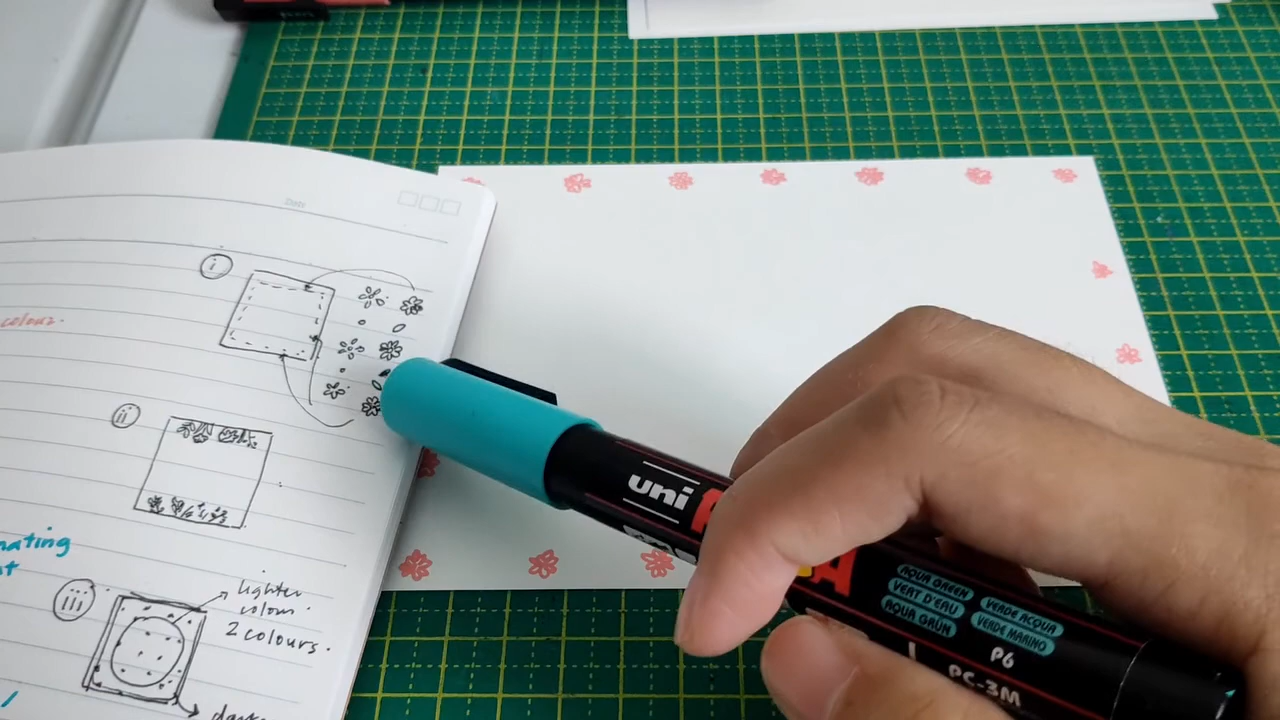 Date
i
colour.
ii
nating
iii
lighter
colour.
2 colours.
uni
AQUA GREEN
VERT D'EAU
AQUA GRÜN
VERDE ACQUA
VERDE MARINO
P6
PC-3M